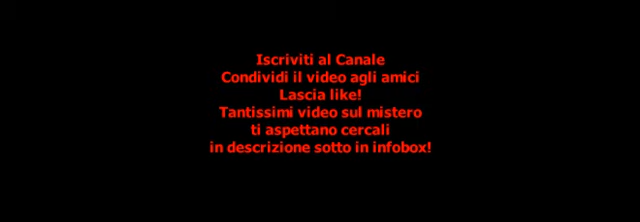 Iscriviti al Canale
Condividi il video agli amici
Lascia like!
Tantissimi video sul mistero
ti aspettano cercali
in descrizione sotto in infobox!